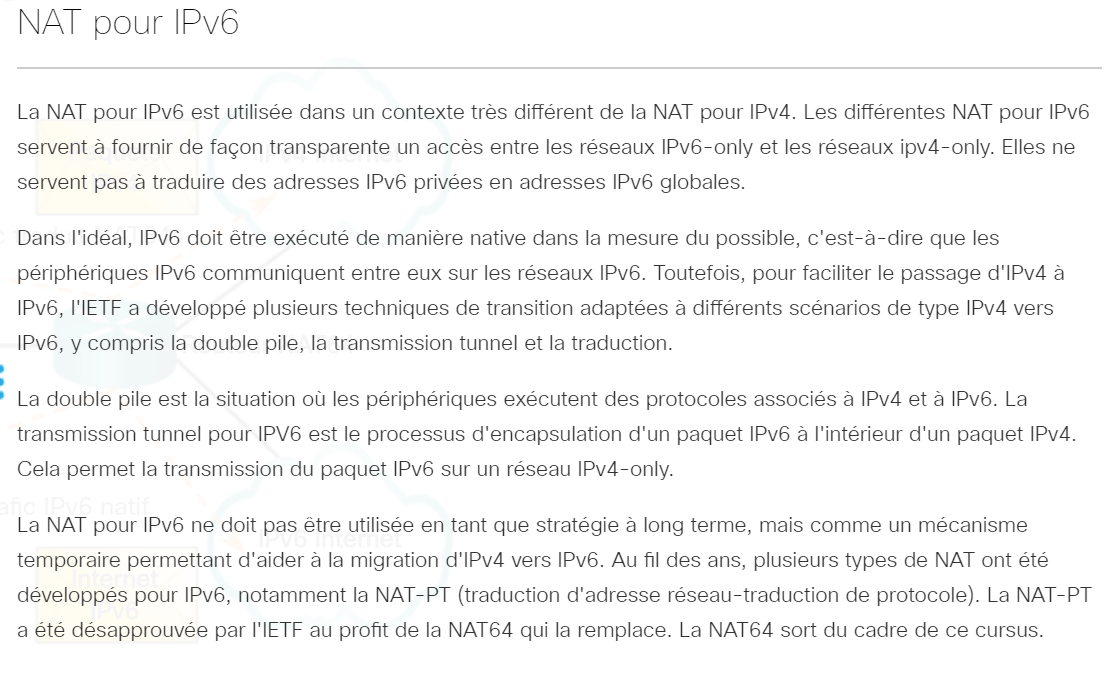 NAT pour IPv6
La NAT pour IPv6 est utilisée dans un contexte très différent de la NAT pour IPv4. Les différentes NAT pour IPv6
servent à fournir de façon transparente un accès entre les réseaux IPv6-only et les réseaux ipv4-only. Elles ne
servent pas à traduire des adresses IPv6 privées en adresses IPv6 globales.
Dans l'idéal, IPv6 doit être exécuté de manière native dans la mesure du possible, c'est-à-dire que les
périphériques IPv6 communiquent entre eux sur les réseaux IPv6. Toutefois, pour faciliter le passage d'IPv4 à
IPv6, l'IETF a développé plusieurs techniques de transition adaptées à différents scénarios de type IPv4 vers
IPv6, y compris la double pile, la transmission tunnel et la traduction.
La double pile est la situation où les périphériques exécutent des protocoles associés à IPv4 et à IPv6. La
transmission tunnel pour IPV6 est le processus d'encapsulation d'un paquet IPv6 à l'intérieur d'un paquet IPv4.
Cela permet la transmission du paquet IPv6 sur un réseau IPv4-only.
afic IPv6 natif
La NAT pour IPv6 ne doit pas être utilisée en tant que stratégie à long terme, mais comme un mécanisme
IPv6 Internet
temporaire permettant d'aider à la migration d'IPv4 vers IPv6. Au fil des ans, plusieurs types de NAT ont été
Internet
développés pour IPv6, notamment la NAT-PT (traduction d'adresse réseau-traduction de protocole). La NAT-PT
IPv6
a été désapprouvée par l'IETF au profit de la NAT64 qui la remplace. La NAT64 sort du cadre de ce cursus.